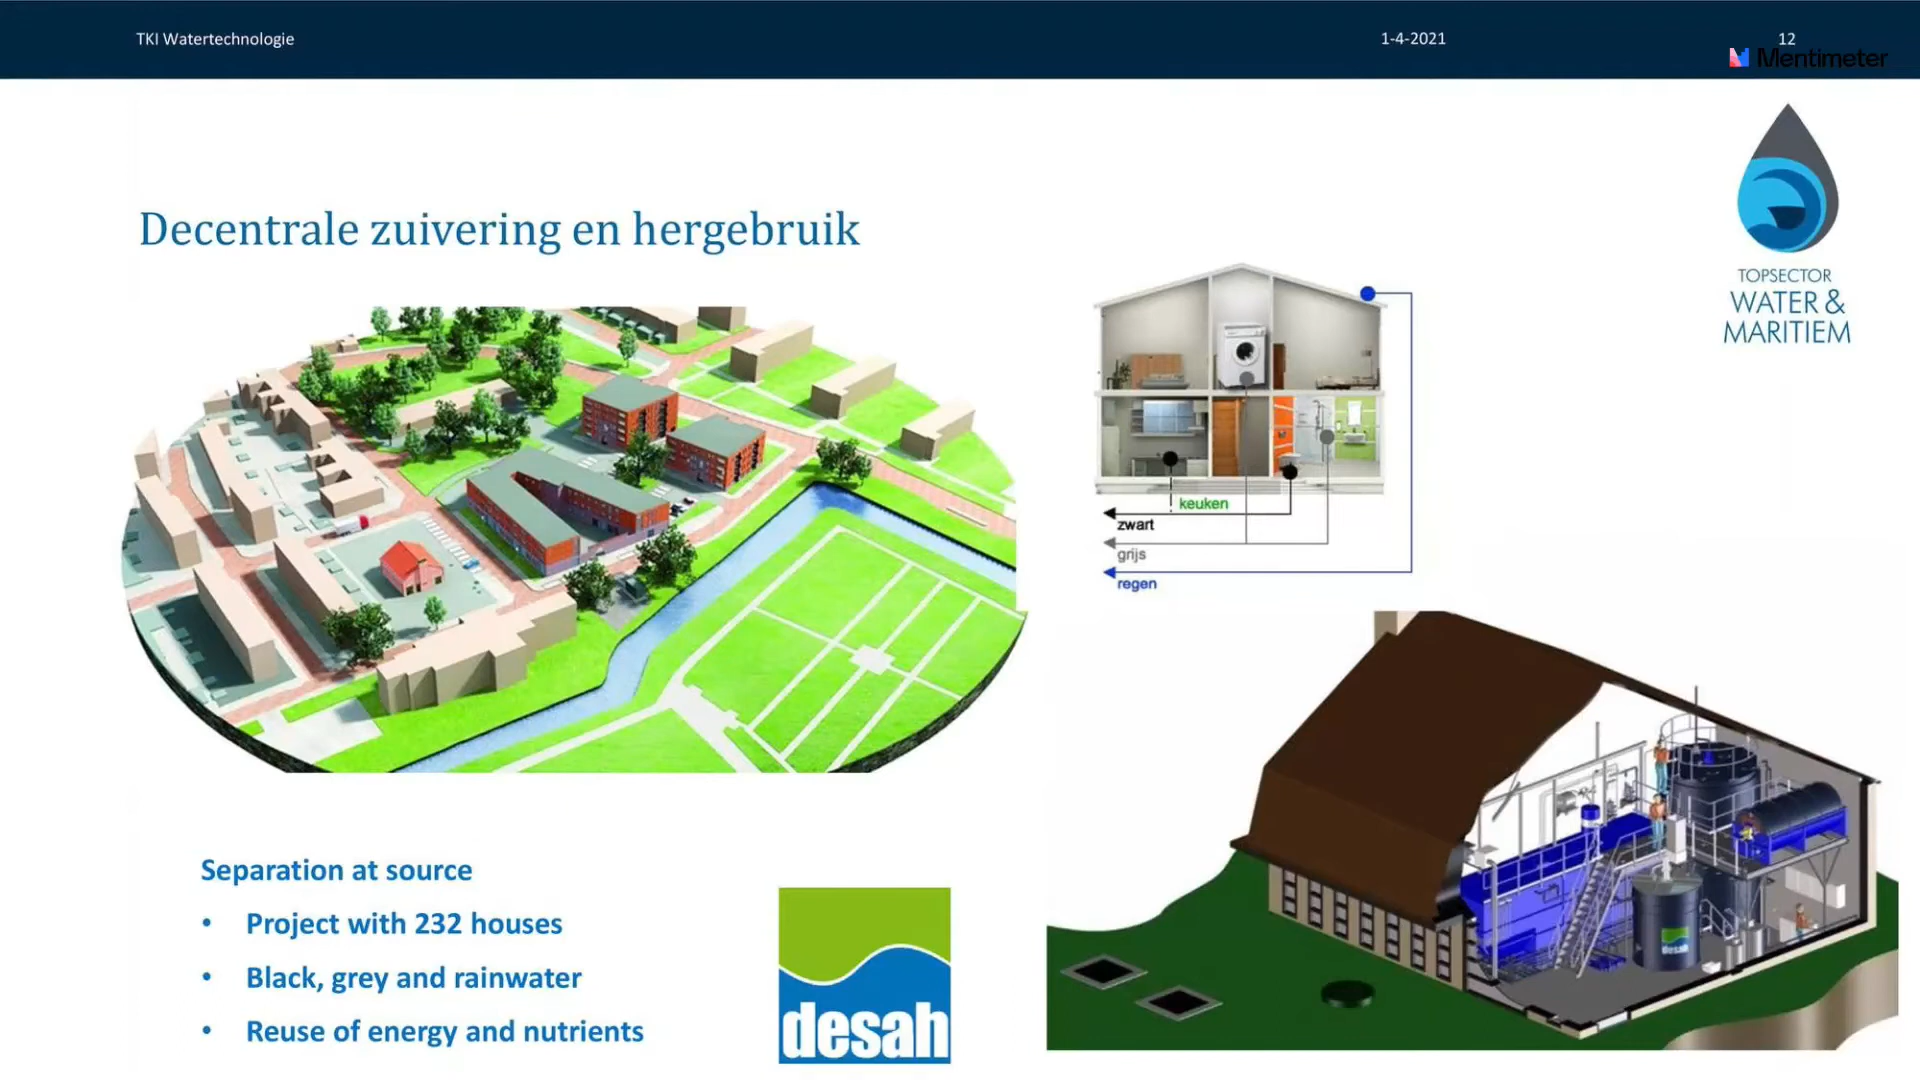 TKI Watertechnologie
1-4-2021
12
Mentimeter
Decentrale zuivering en hergebruik
TOPSECTOR
WATER &
MARITIEM
keuken
zwart
grijs
regen
Separation at source
• Project with 232 houses
• Black, grey and rainwater
• Reuse of energy and nutrients
desah
desah